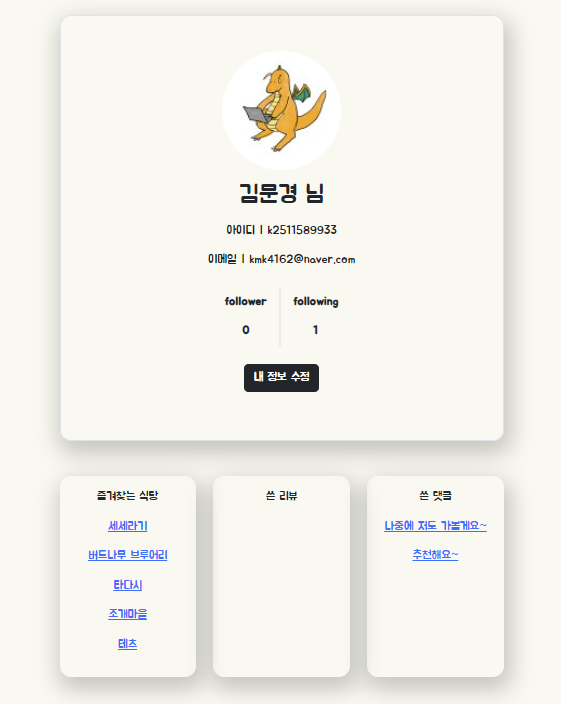 김문경 님
아이디 | k2511589933
이메일 | kmk4162@naver.com
follower following
0 1
내 정보 수정
즐겨찾는 식당
세세라기
버드나무 브루어리
타다시
조개마을
테츠
쓴 리뷰
쓴 댓글
나중에 저도 가볼게요~
추천해요~